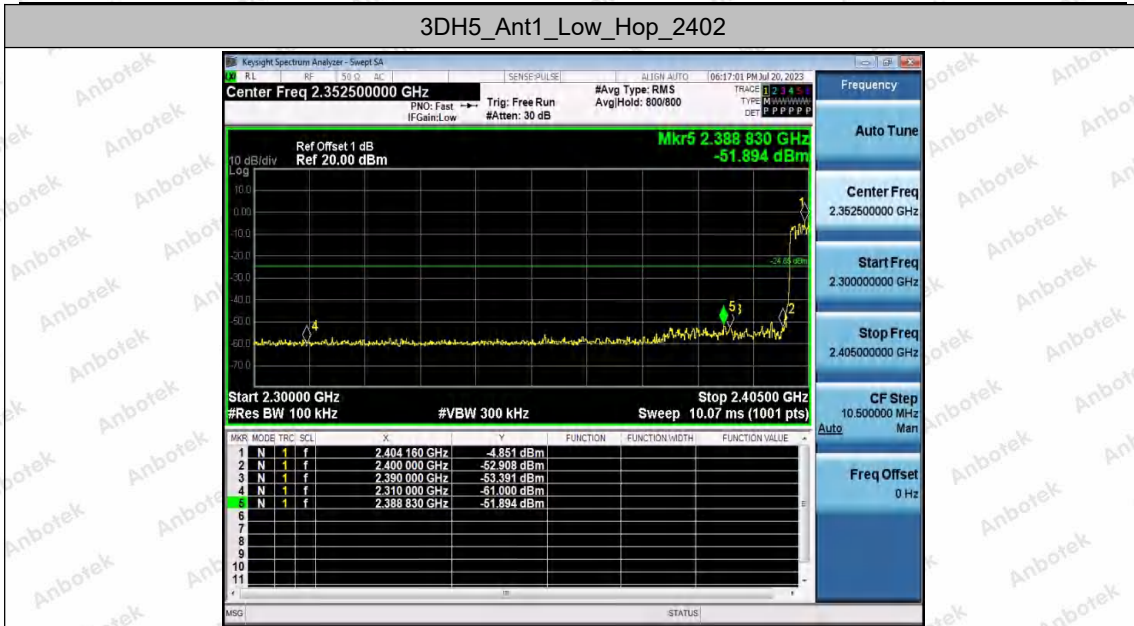 3DH5_Ant1_Low_Hop_2402
Keysight Spectrum Analyzer - Swept SA
RL RF 50 Ω AC SENSE:PULSE ALIGN AUTO 06:17:01 PM Jul 20, 2023
Center Freq 2.352500000 GHz
PNO: Fast
IFGain:Low
Trig: Free Run
#Atten: 30 dB
#Avg Type: RMS
Avg|Hold: 800/800
TRACE 1 2 3 4 5 6
TYPE M WWWWW
DET P P P P P P
Frequency
Auto Tune
Center Freq
2.352500000 GHz
Start Freq
2.300000000 GHz
Stop Freq
2.405000000 GHz
CF Step
10.500000 MHz
Auto Man
Freq Offset
0 Hz
Mkr5 2.388 830 GHz
-51.894 dBm
Ref Offset 1 dB
10 dB/div Ref 20.00 dBm
Log
10.0
0.00
-10.0
-20.0
-30.0
-40.0
-50.0
-60.0
-70.0
1
2
3
4
5
Start 2.30000 GHz Stop 2.40500 GHz
#Res BW 100 kHz #VBW 300 kHz Sweep 10.07 ms (1001 pts)
MKR MODE TRC SCL X Y FUNCTION FUNCTION WIDTH FUNCTION VALUE
1 N 1 f 2.404 160 GHz -4.851 dBm
2 N 1 f 2.400 000 GHz -52.908 dBm
3 N 1 f 2.390 000 GHz -53.391 dBm
4 N 1 f 2.310 000 GHz -61.000 dBm
5 N 1 f 2.388 830 GHz -51.894 dBm
6
7
8
9
10
11
MSG STATUS
Anbotek